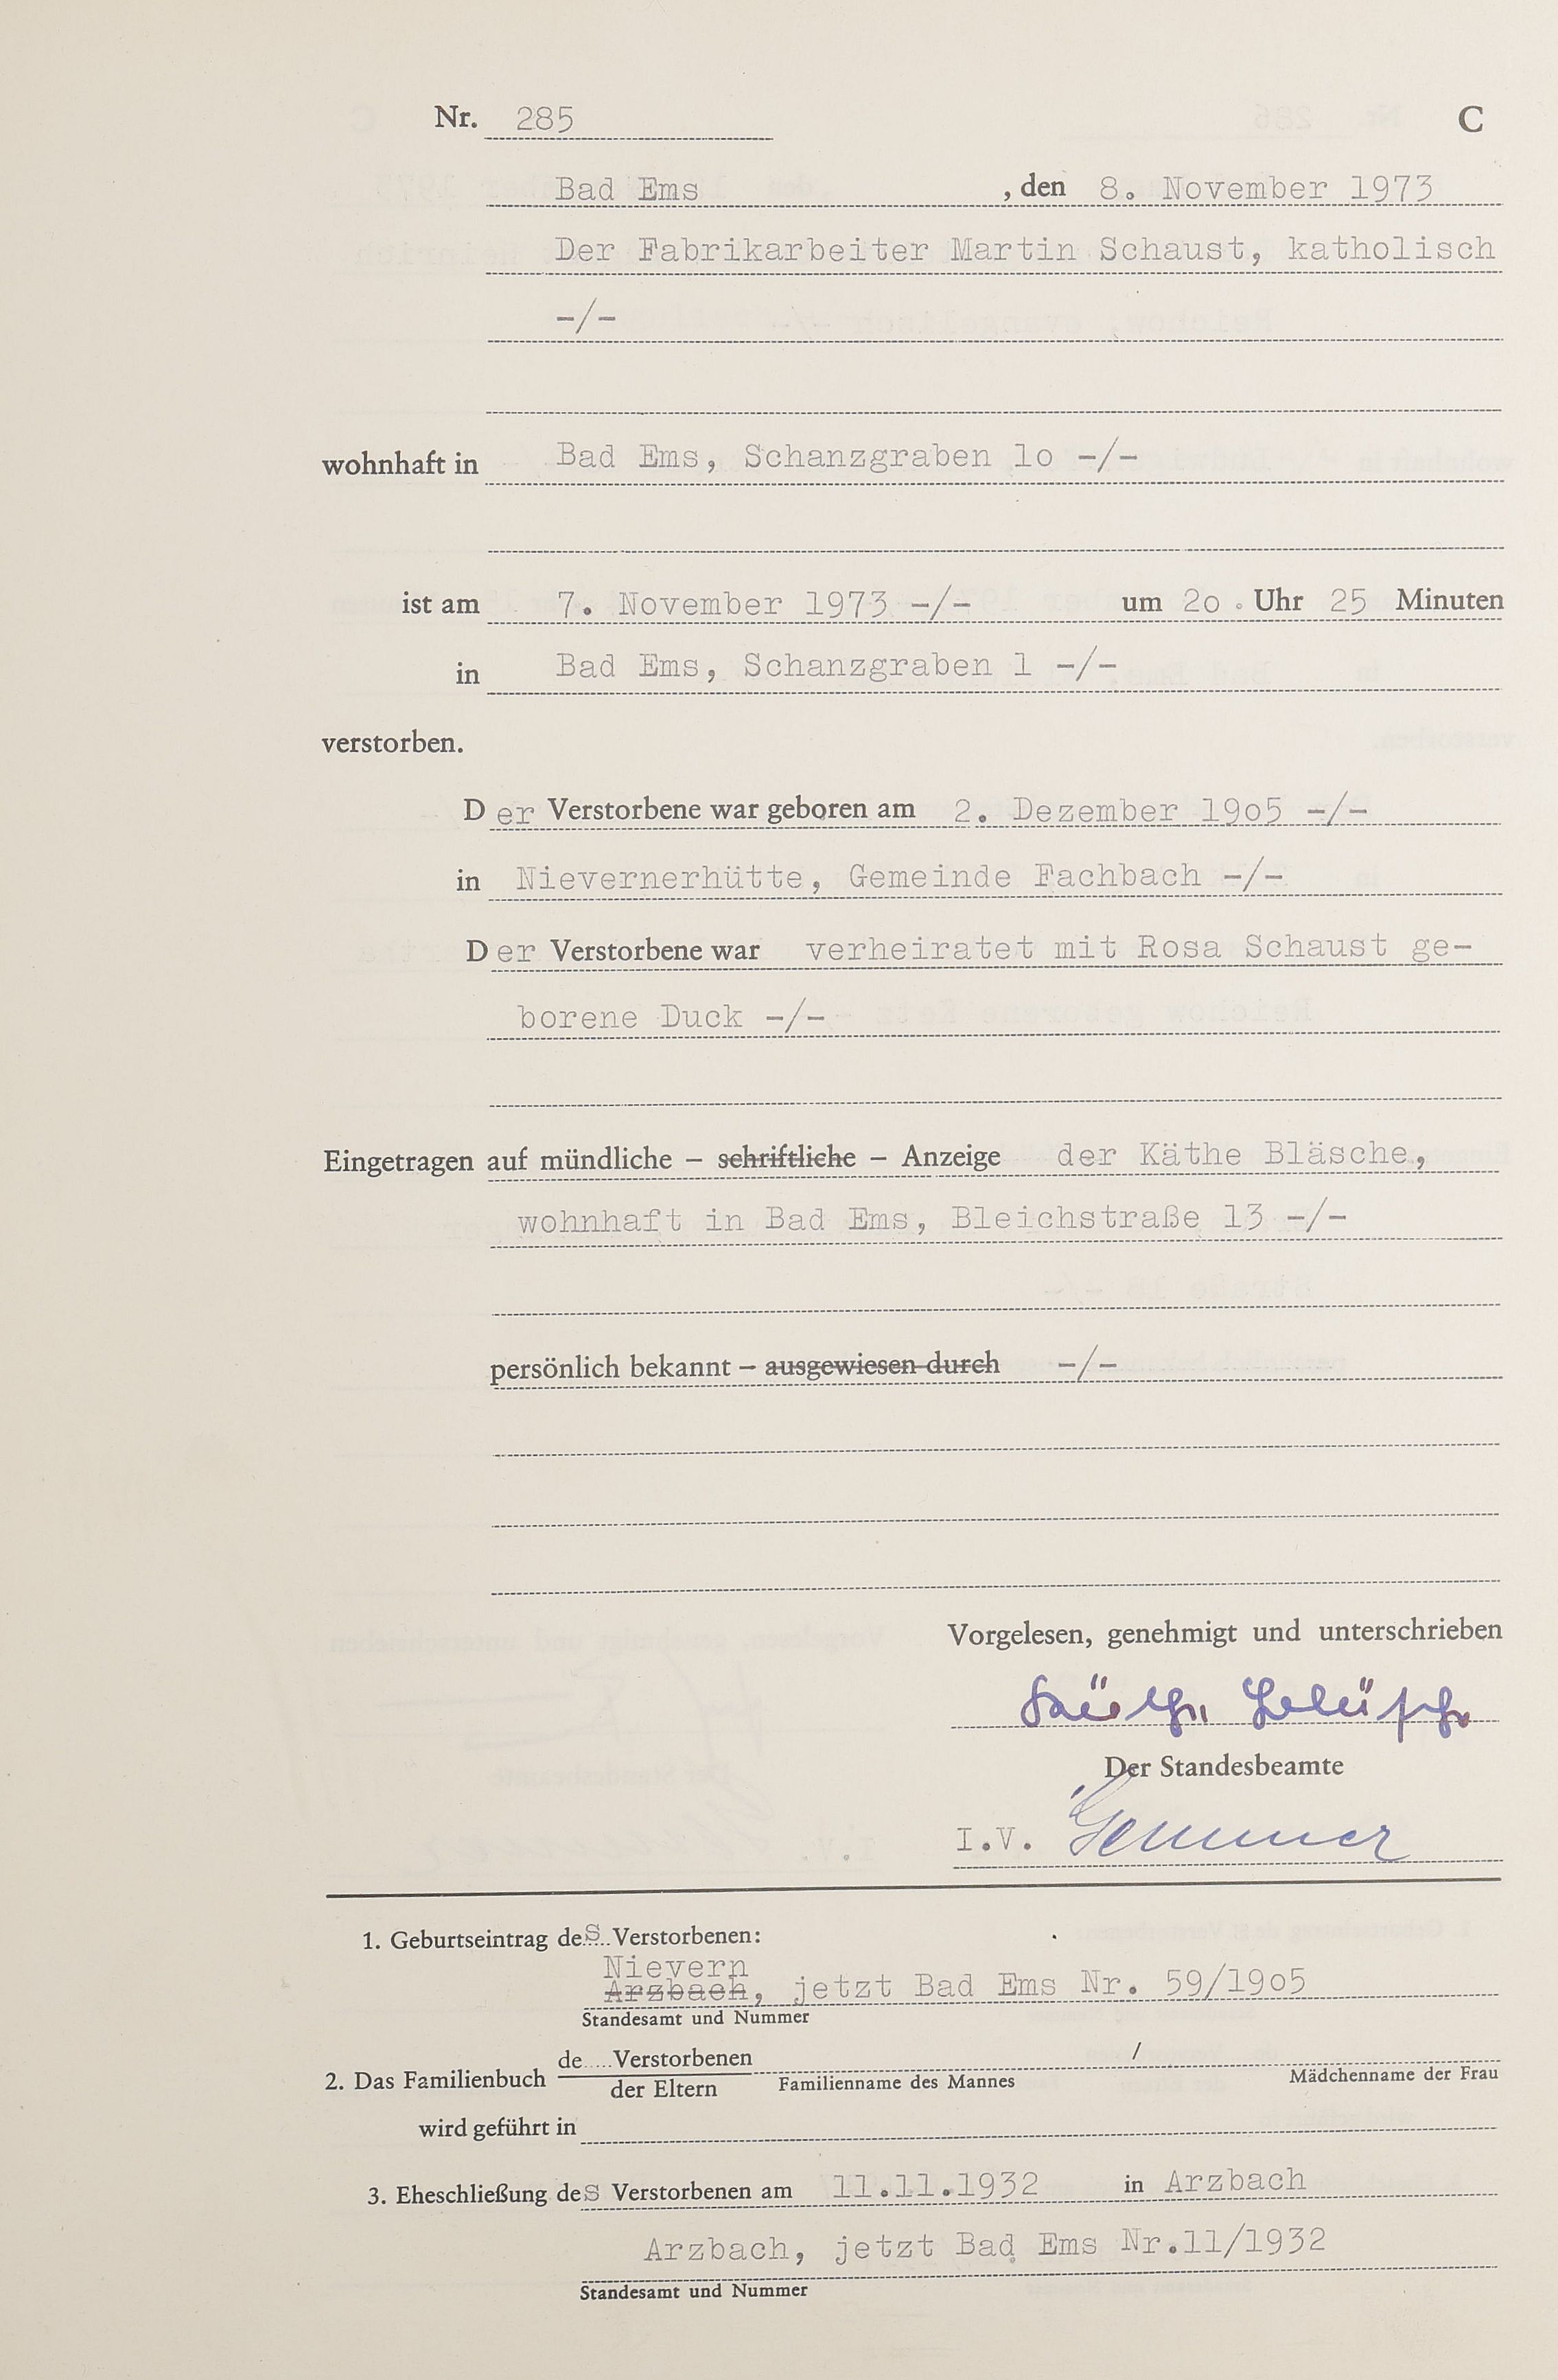 Nr. 285 C
Bad Ems , den 8. November 1973
Der Fabrikarbeiter Martin Schaust, katholisch
-/-
wohnhaft in Bad Ems, Schanzgraben lo -/-
ist am 7. November 1973 -/- um 2o . Uhr 25 Minuten
in Bad Ems, Schanzgraben 1 -/-
verstorben.
Der Verstorbene war geboren am 2. Dezember 19o5 -/-
in Nievernerhütte, Gemeinde Fachbach -/-
Der Verstorbene war verheiratet mit Rosa Schaust ge-
borene Duck -/-
Eingetragen auf mündliche – schriftliche – Anzeige der Käthe Bläsche,
wohnhaft in Bad Ems, Bleichstraße 13 -/-
persönlich bekannt – ausgewiesen durch -/-
Vorgelesen, genehmigt und unterschrieben
Käthe Bläsche
Der Standesbeamte
I.V. Gemmer
1. Geburtseintrag des Verstorbenen:
Nievern
Arzbach, jetzt Bad Ems Nr. 59/19o5
Standesamt und Nummer
2. Das Familienbuch de.... Verstorbenen /
der Eltern Familienname des Mannes Mädchenname der Frau
wird geführt in
3. Eheschließung des Verstorbenen am 11.11.1932 in Arzbach
Arzbach, jetzt Bad Ems Nr.11/1932
Standesamt und Nummer